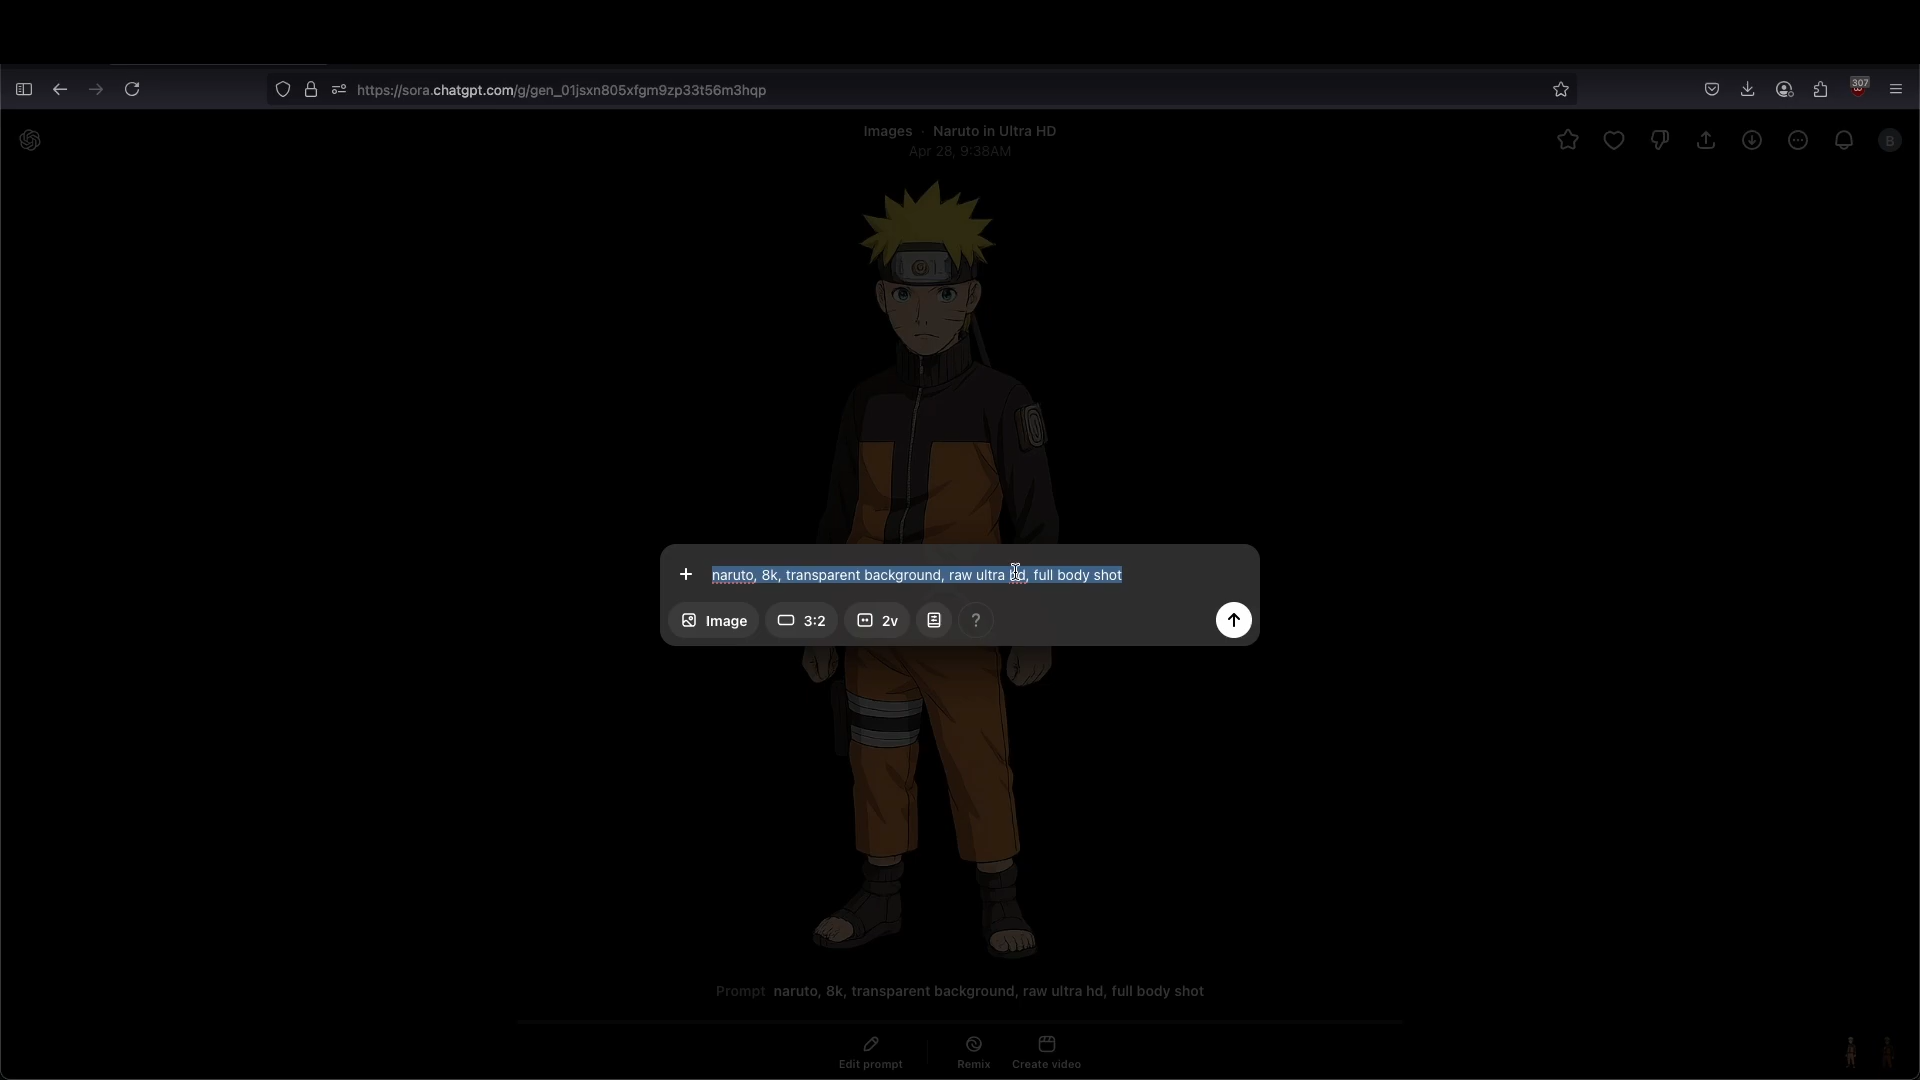 307
https://sora.chatgpt.com/g/gen_01jsxn805xfgm9zp33t56m3hqp
Images · Naruto in Ultra HD
Apr 28, 9:38AM
B
naruto, 8k, transparent background, raw ultra hd, full body shot
Image
3:2
2v
?
Prompt naruto, 8k, transparent background, raw ultra hd, full body shot
Edit prompt
Remix
Create video